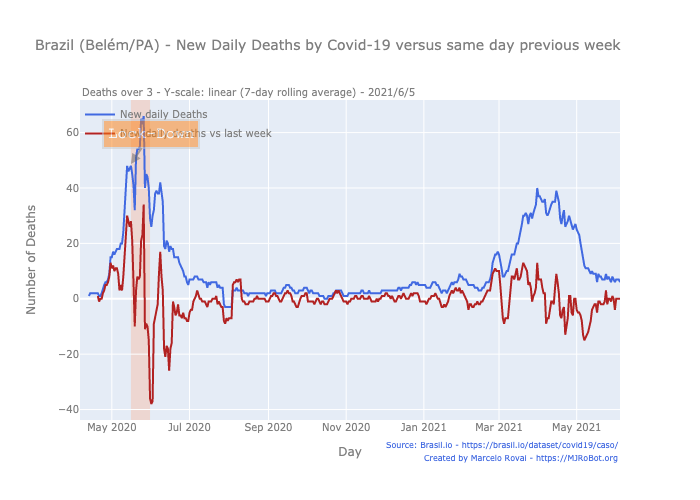 Brazil (Belém/PA) - New Daily Deaths by Covid-19 versus same day previous week
Deaths over 3 - Y-scale: linear (7-day rolling average) - 2021/6/5
New daily Deaths
New daily deaths vs last week
Number of Deaths
60
40
20
0
−20
−40
May 2020
Jul 2020
Sep 2020
Nov 2020
Jan 2021
Mar 2021
May 2021
Day
Source: Brasil.io - https://brasil.io/dataset/covid19/caso/
Created by Marcelo Rovai - https://MJRoBot.org